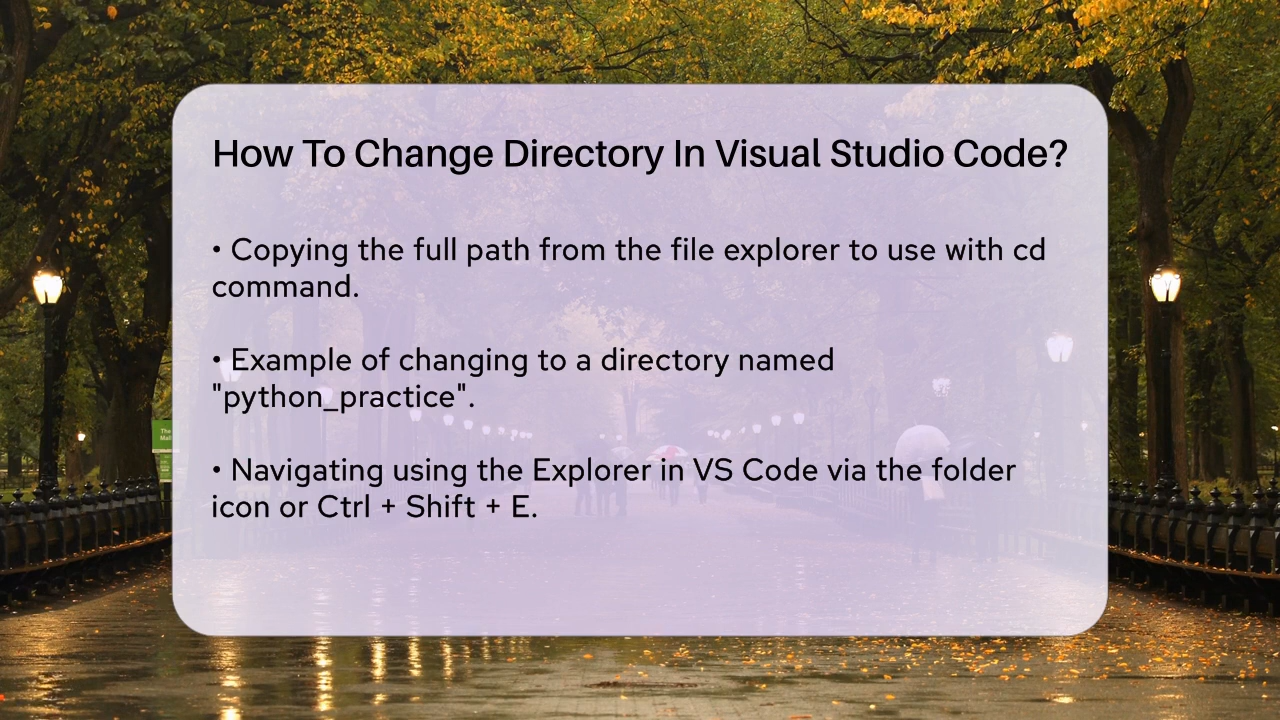 How To Change Directory In Visual Studio Code?
• Copying the full path from the file explorer to use with cd
command.
• Example of changing to a directory named
"python_practice".
• Navigating using the Explorer in VS Code via the folder
icon or Ctrl + Shift + E.
The
Mall